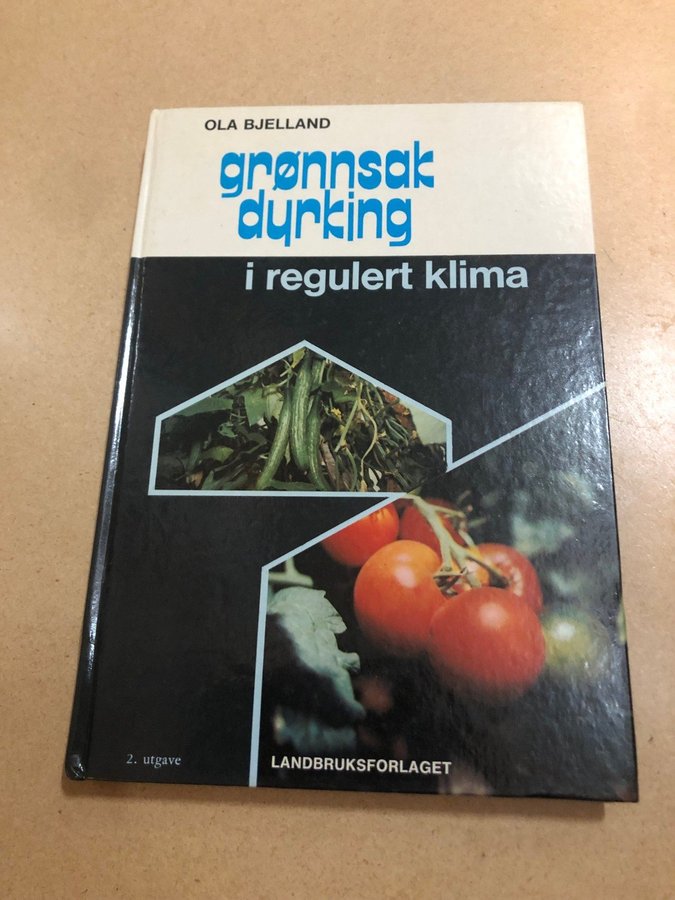 OLA BJELLAND
grønnsak
dyrking
i regulert klima
2. utgave
LANDBRUKSFORLAGET